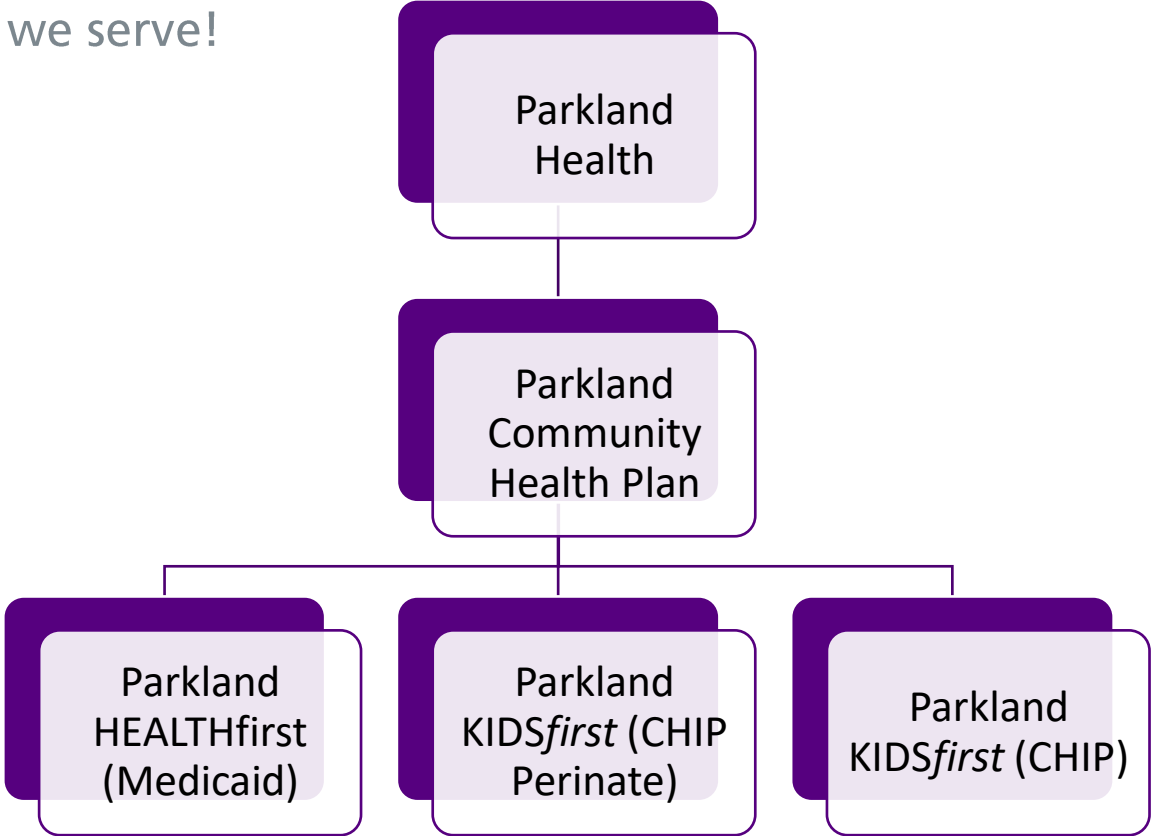 we serve!
Parkland
Health
Parkland
Community
Health Plan
Parkland
HEALTHfirst
(Medicaid)
Parkland
KIDSfirst (CHIP
Perinate)
Parkland
KIDSfirst (CHIP)